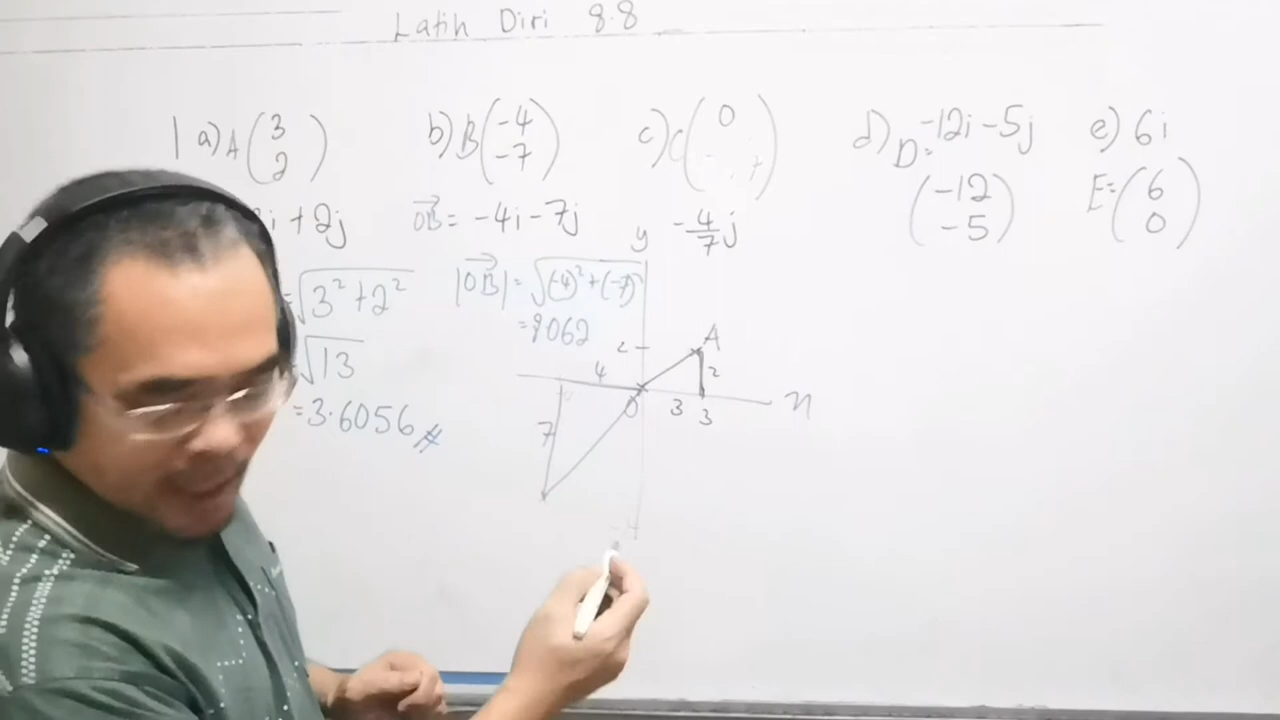 Latih Diri 8.8
1 a) A (3 2)
b) B (-4 -7)
c) C (0
d) D = -12i - 5j
(-12 -5)
e) 6i
E = (6 0)
i + 2j
= √3² + 2²
√13
= 3.6056
OB = -4i - 7j
|OB| = √(-4)² + (-7)²
= 8.062
-4/7 j
y
2
A
2
4
0
3
3
x
7